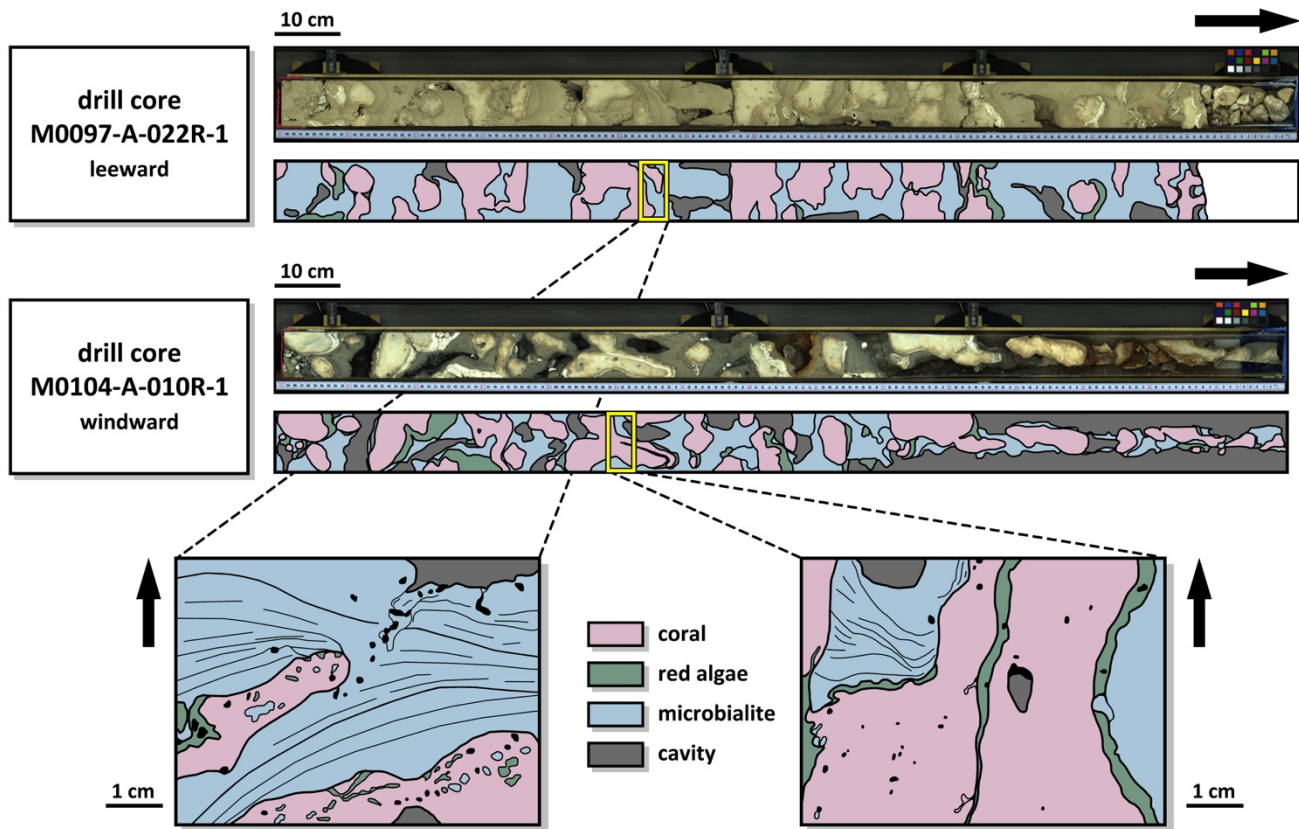 10 cm
drill core
M0097-A-022R-1
leeward
10 cm
drill core
M0104-A-010R-1
windward
coral
red algae
microbialite
cavity
1 cm
1 cm